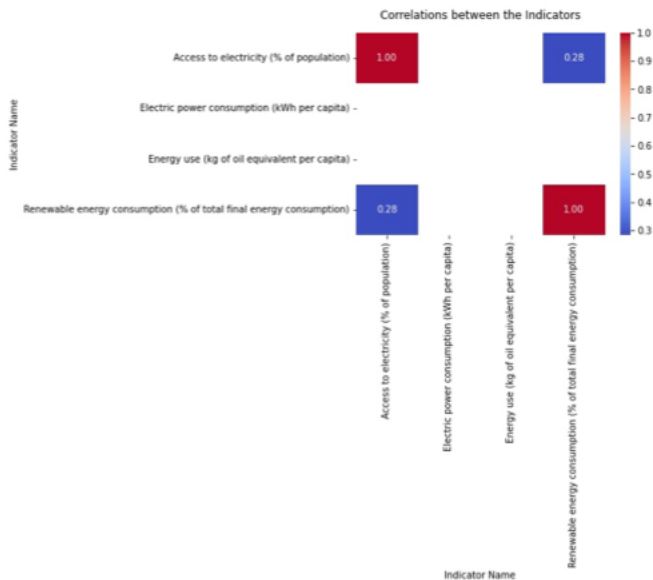 Correlations between the Indicators
Indicator Name
Access to electricity (% of population)
1.00
0.28
Electric power consumption (kWh per capita)
Energy use (kg of oil equivalent per capita)
Renewable energy consumption (% of total final energy consumption)
0.28
1.00
1.0
0.9
0.8
0.7
0.6
0.5
0.4
0.3
Access to electricity (% of population)
Electric power consumption (kWh per capita)
Energy use (kg of oil equivalent per capita)
Renewable energy consumption (% of total final energy consumption)
Indicator Name